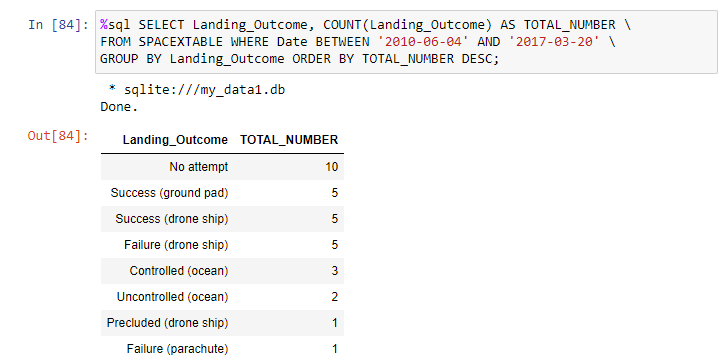 In [84]: %sql SELECT Landing_Outcome, COUNT(Landing_Outcome) AS TOTAL_NUMBER \
FROM SPACEXTABLE WHERE Date BETWEEN '2010-06-04' AND '2017-03-20' \
GROUP BY Landing_Outcome ORDER BY TOTAL_NUMBER DESC;
* sqlite:///my_data1.db
Done.
Out[84]:
Landing_Outcome TOTAL_NUMBER
No attempt 10
Success (ground pad) 5
Success (drone ship) 5
Failure (drone ship) 5
Controlled (ocean) 3
Uncontrolled (ocean) 2
Precluded (drone ship) 1
Failure (parachute) 1